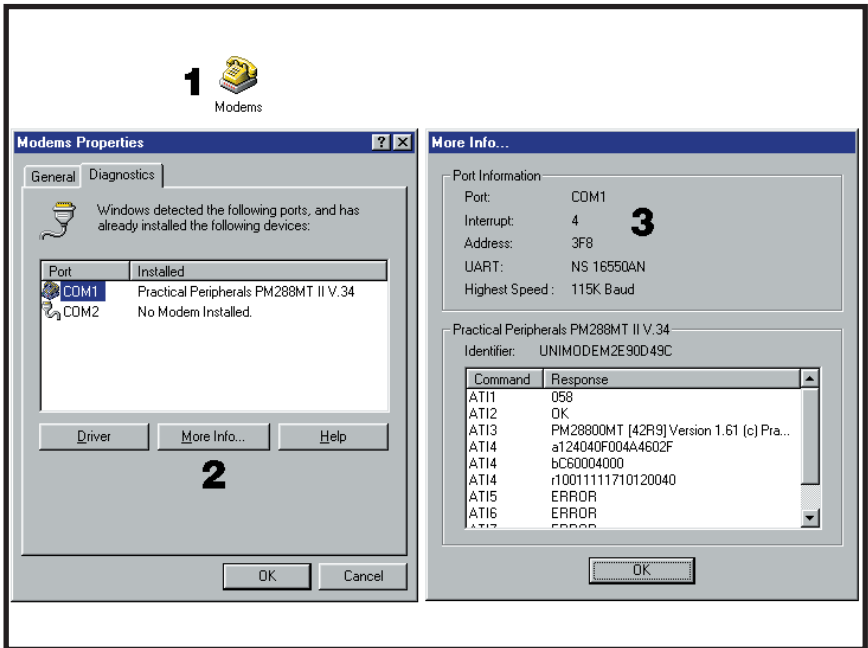 1
Modems
Modems Properties
General Diagnostics
Windows detected the following ports, and has
already installed the following devices:
Port Installed
COM1 Practical Peripherals PM288MT II V.34
COM2 No Modem Installed.
Driver More Info... Help
2
OK Cancel
More Info...
Port Information
Port: COM1
Interrupt: 4
3
Address: 3F8
UART: NS 16550AN
Highest Speed : 115K Baud
Practical Peripherals PM288MT II V.34
Identifier: UNIMODEM2E90D49C
Command Response
ATI1 058
ATI2 OK
ATI3 PM28800MT [42R9] Version 1.61 (c) Pra...
ATI4 a124040F004A4602F
ATI4 bC60004000
ATI4 r10011111710120040
ATI5 ERROR
ATI6 ERROR
ATI7 ERROR
OK